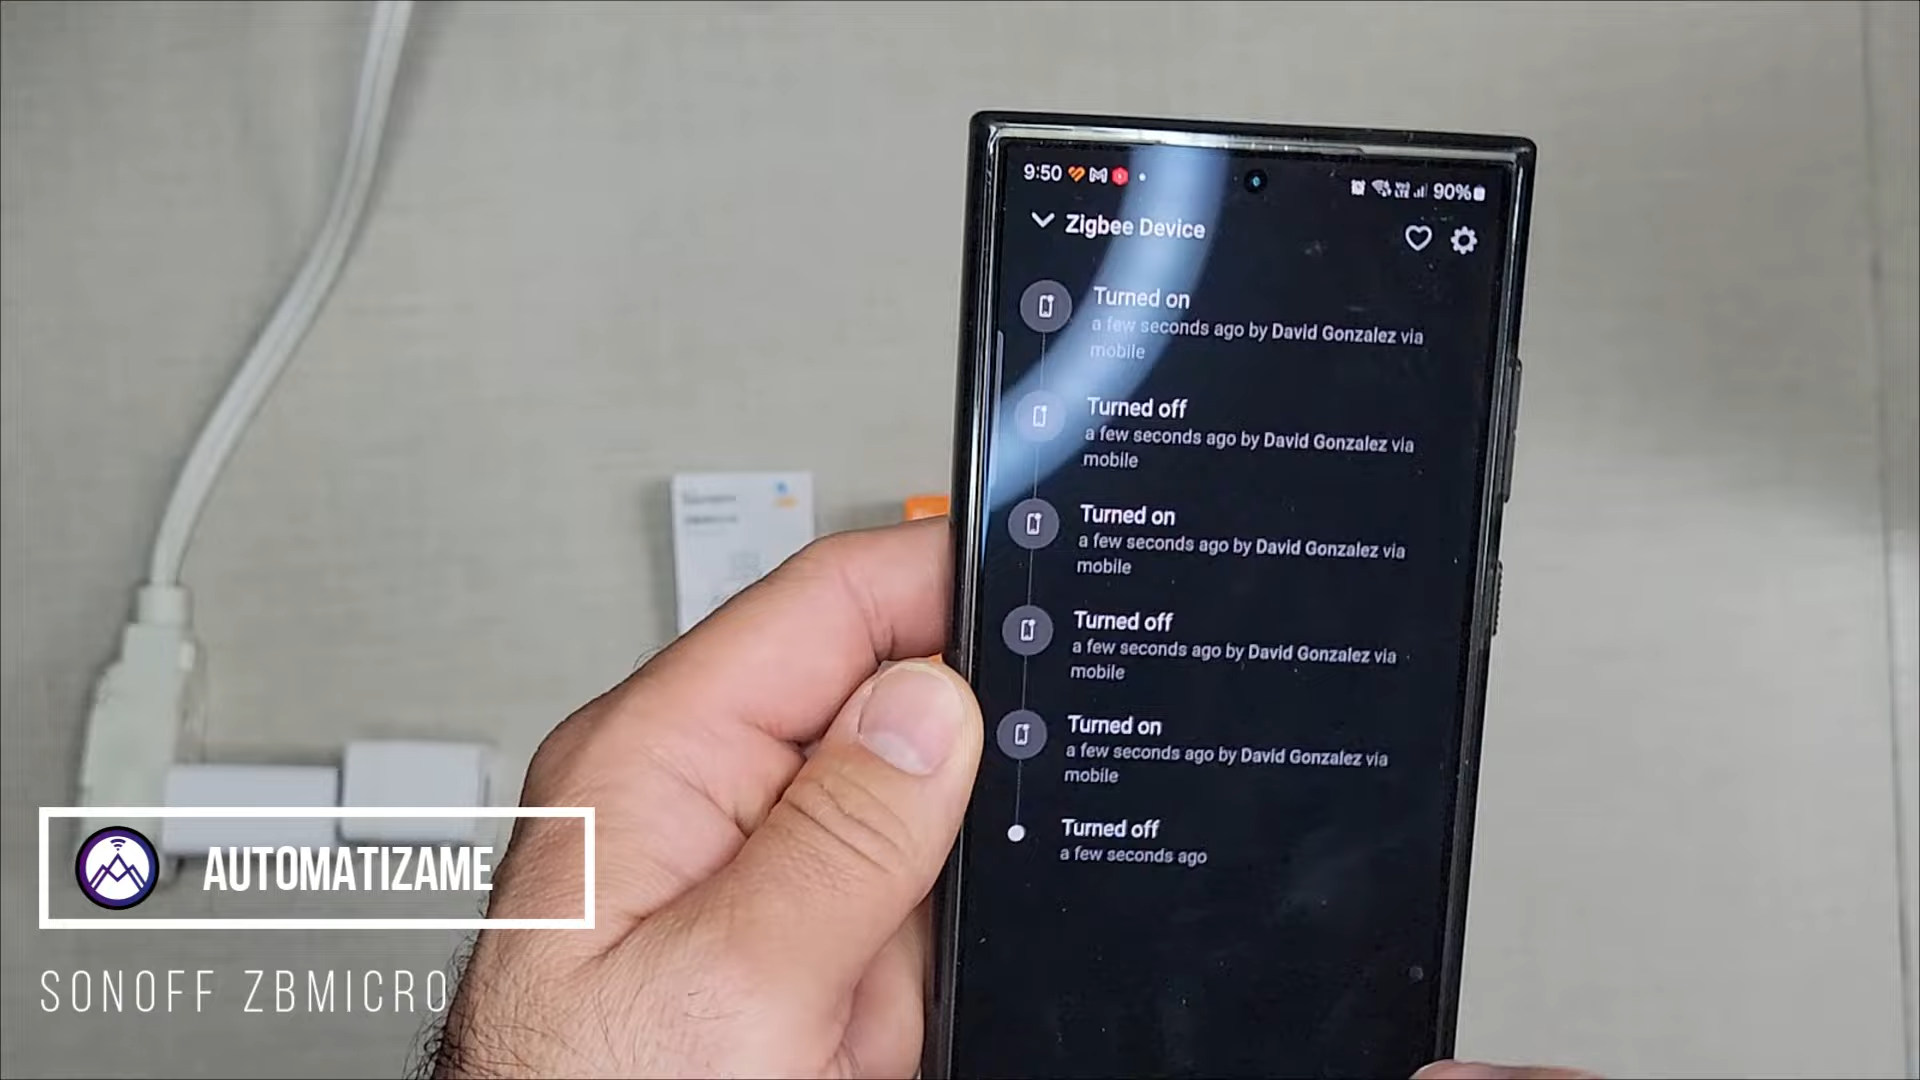 9:50
90%
Zigbee Device
Turned on
a few seconds ago by David Gonzalez via
mobile
Turned off
a few seconds ago by David Gonzalez via
mobile
Turned on
a few seconds ago by David Gonzalez via
mobile
Turned off
a few seconds ago by David Gonzalez via
mobile
Turned on
a few seconds ago by David Gonzalez via
mobile
Turned off
a few seconds ago
AUTOMATIZAME
SONOFF ZBMICRO